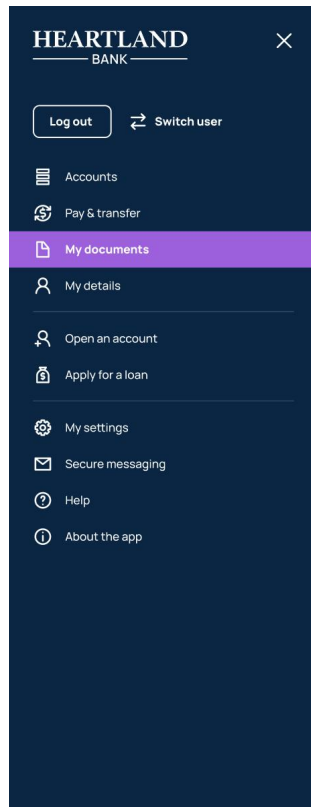 HEARTLAND
BANK
Log out
Switch user
Accounts
Pay & transfer
My documents
My details
Open an account
Apply for a loan
My settings
Secure messaging
Help
About the app